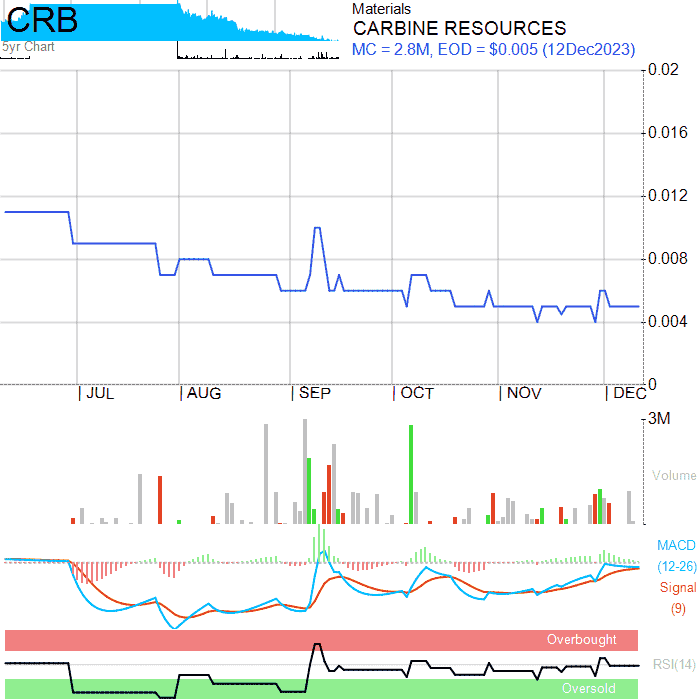 CRB
5yr Chart
Materials
CARBINE RESOURCES
MC = 2.8M, EOD = $0.005 (12Dec2023)
0.02
0.016
0.012
0.008
0.004
0
JUL AUG SEP OCT NOV DEC
3M
Volume
MACD
(12-26)
Signal
(9)
Overbought
RSI(14)
Oversold